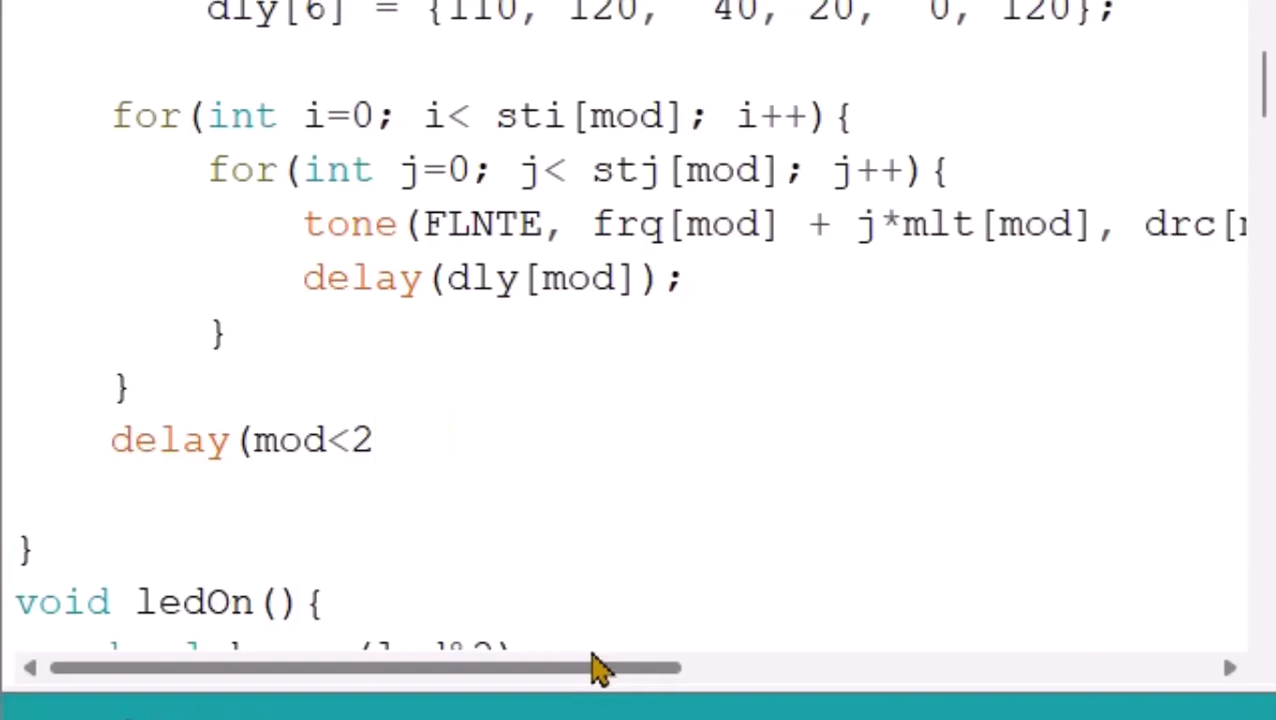 dly[6] = {110, 120,  40, 20,  0, 120};
for(int i=0; i< sti[mod]; i++){
for(int j=0; j< stj[mod]; j++){
tone(FLNTE, frq[mod] + j*mlt[mod], drc[
delay(dly[mod]);
}
}
delay(mod<2
}
void ledOn(){